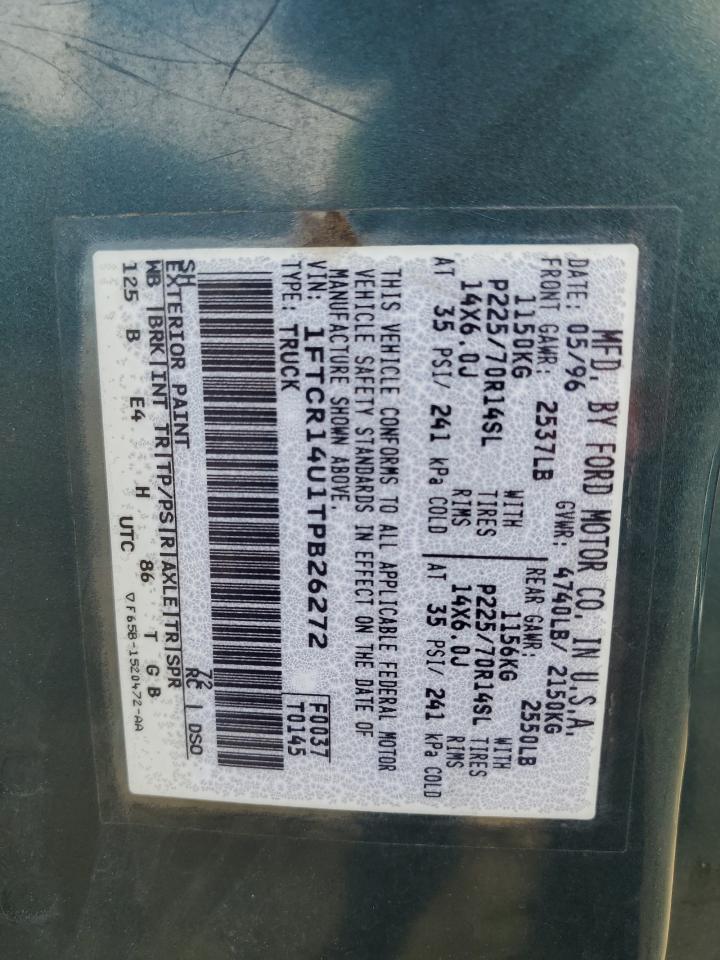 MFD. BY FORD MOTOR CO. IN U.S.A.
DATE: 05/96 GVWR: 4740LB/ 2150KG
FRONT GAWR: 2537LB REAR GAWR: 2550LB
1150KG WITH 1156KG WITH
P225/70R14SL TIRES P225/70R14SL TIRES
14X6.0J RIMS 14X6.0J RIMS
AT 35 PSI/ 241 kPa COLD AT 35 PSI/ 241 kPa COLD
THIS VEHICLE CONFORMS TO ALL APPLICABLE FEDERAL MOTOR
VEHICLE SAFETY STANDARDS IN EFFECT ON THE DATE OF
MANUFACTURE SHOWN ABOVE.
VIN: 1FTCR14U1TPB26272 F0037
TYPE: TRUCK T0145
SH 72
EXTERIOR PAINT RC DSO
WB BRK INT TR TP/PS R AXLE TR SPR
125 B E4 H 86 T G B
UTC ▽F65B-1520472-AA